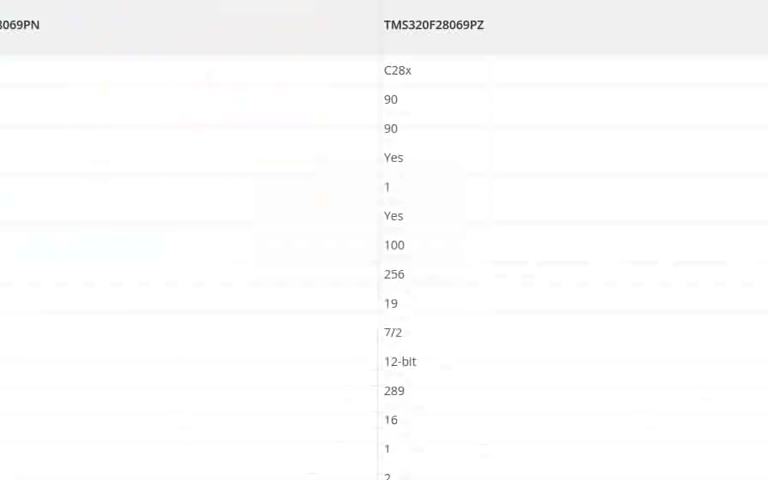 8069PN TMS320F28069PZ
C28x
90
90
Yes
1
Yes
100
256
19
7/2
12-bit
289
16
1
2